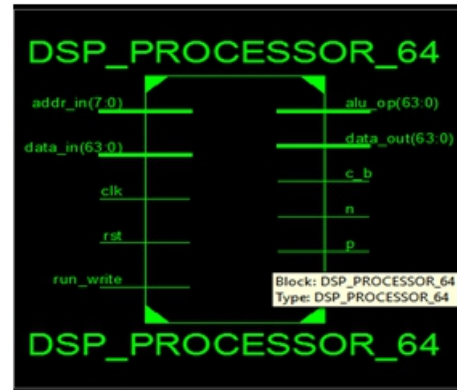 DSP_PROCESSOR_64
addr_in(7:0)
data_in(63:0)
clk
rst
run_write
alu_op(63:0)
data_out(63:0)
c_b
n
p
Block: DSP_PROCESSOR_64
Type: DSP_PROCESSOR_64
DSP_PROCESSOR_64